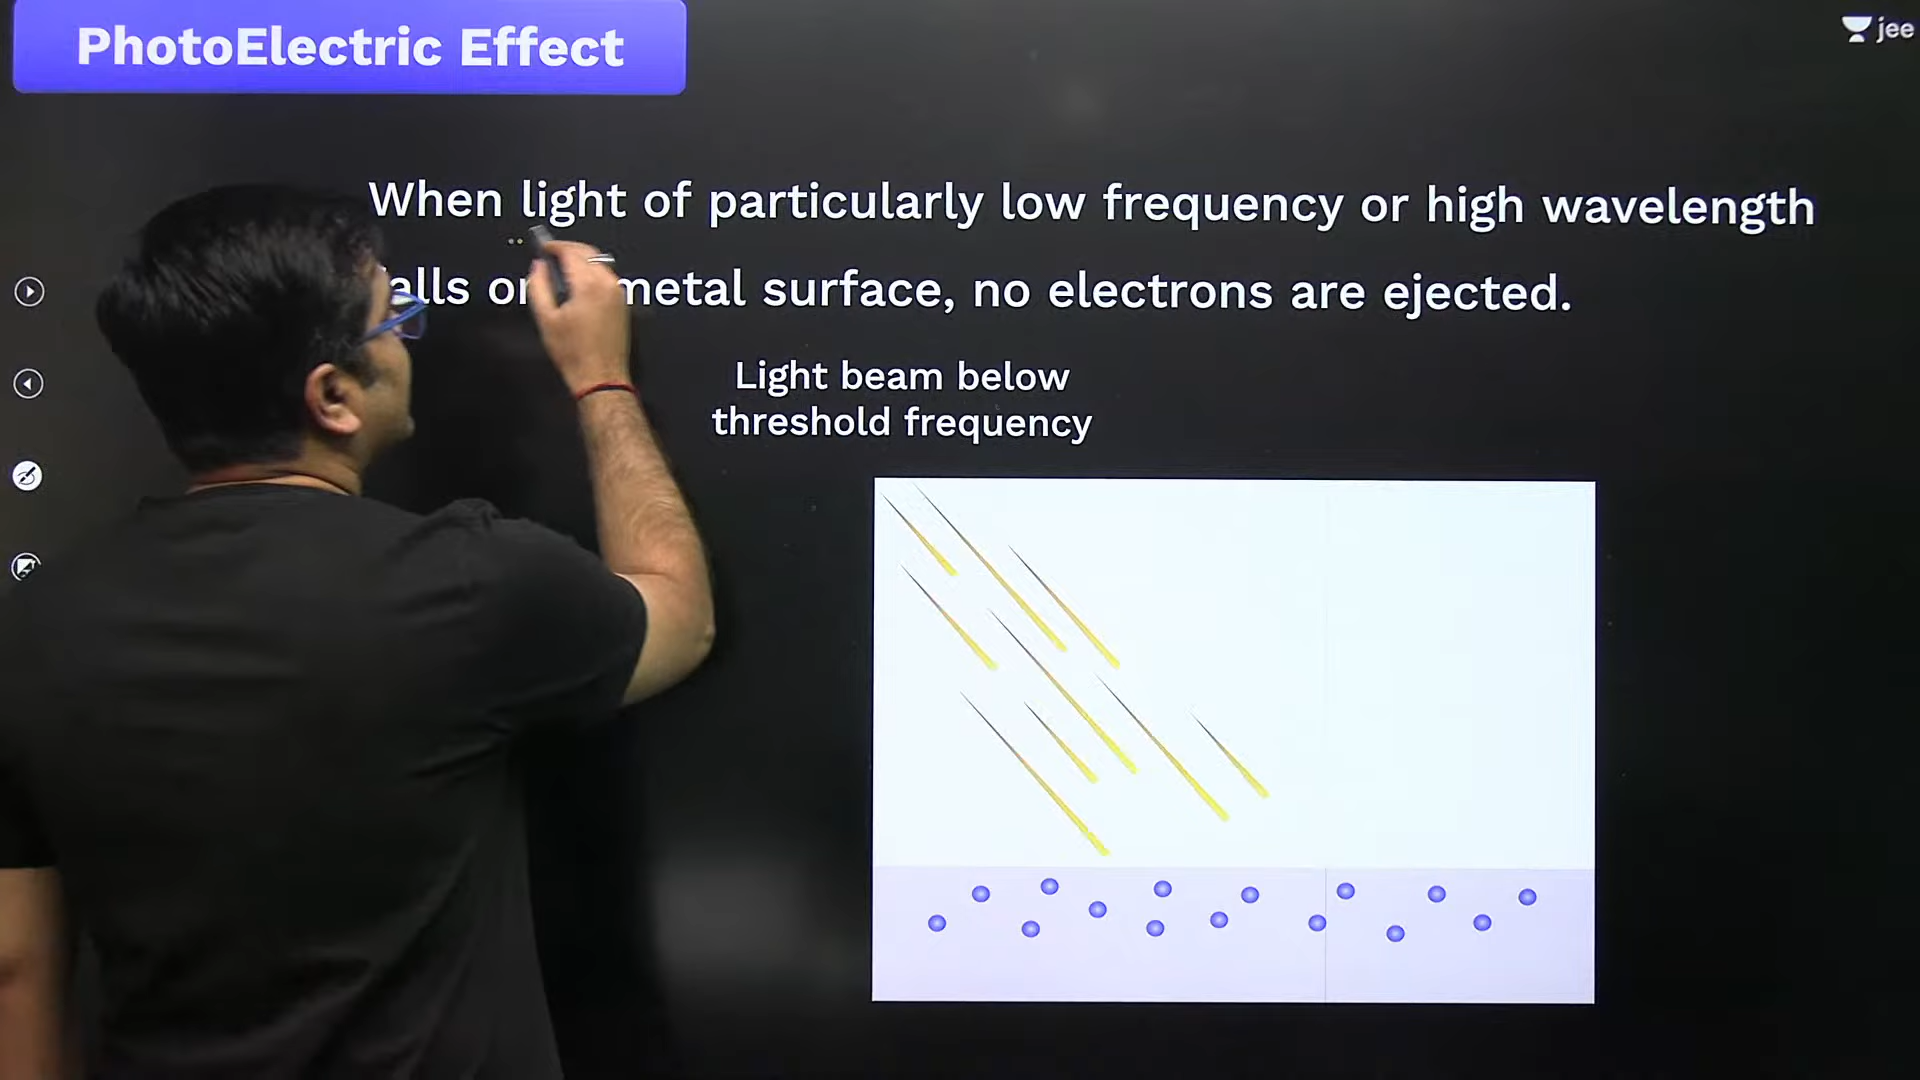 PhotoElectric Effect
jee
When light of particularly low frequency or high wavelength
metal surface, no electrons are ejected.
Light beam below
threshold frequency